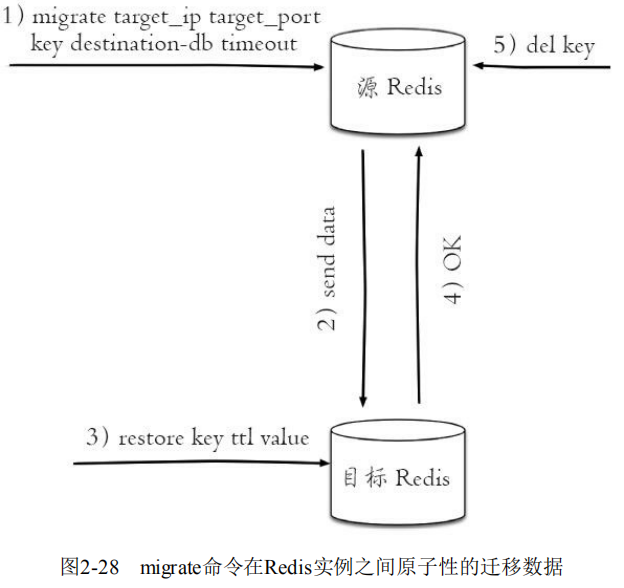 1）migrate target_ip target_port
key destination-db timeout
5）del key
源 Redis
2）send data
4）OK
3）restore key ttl value
目标 Redis
图2-28 migrate命令在Redis实例之间原子性的迁移数据